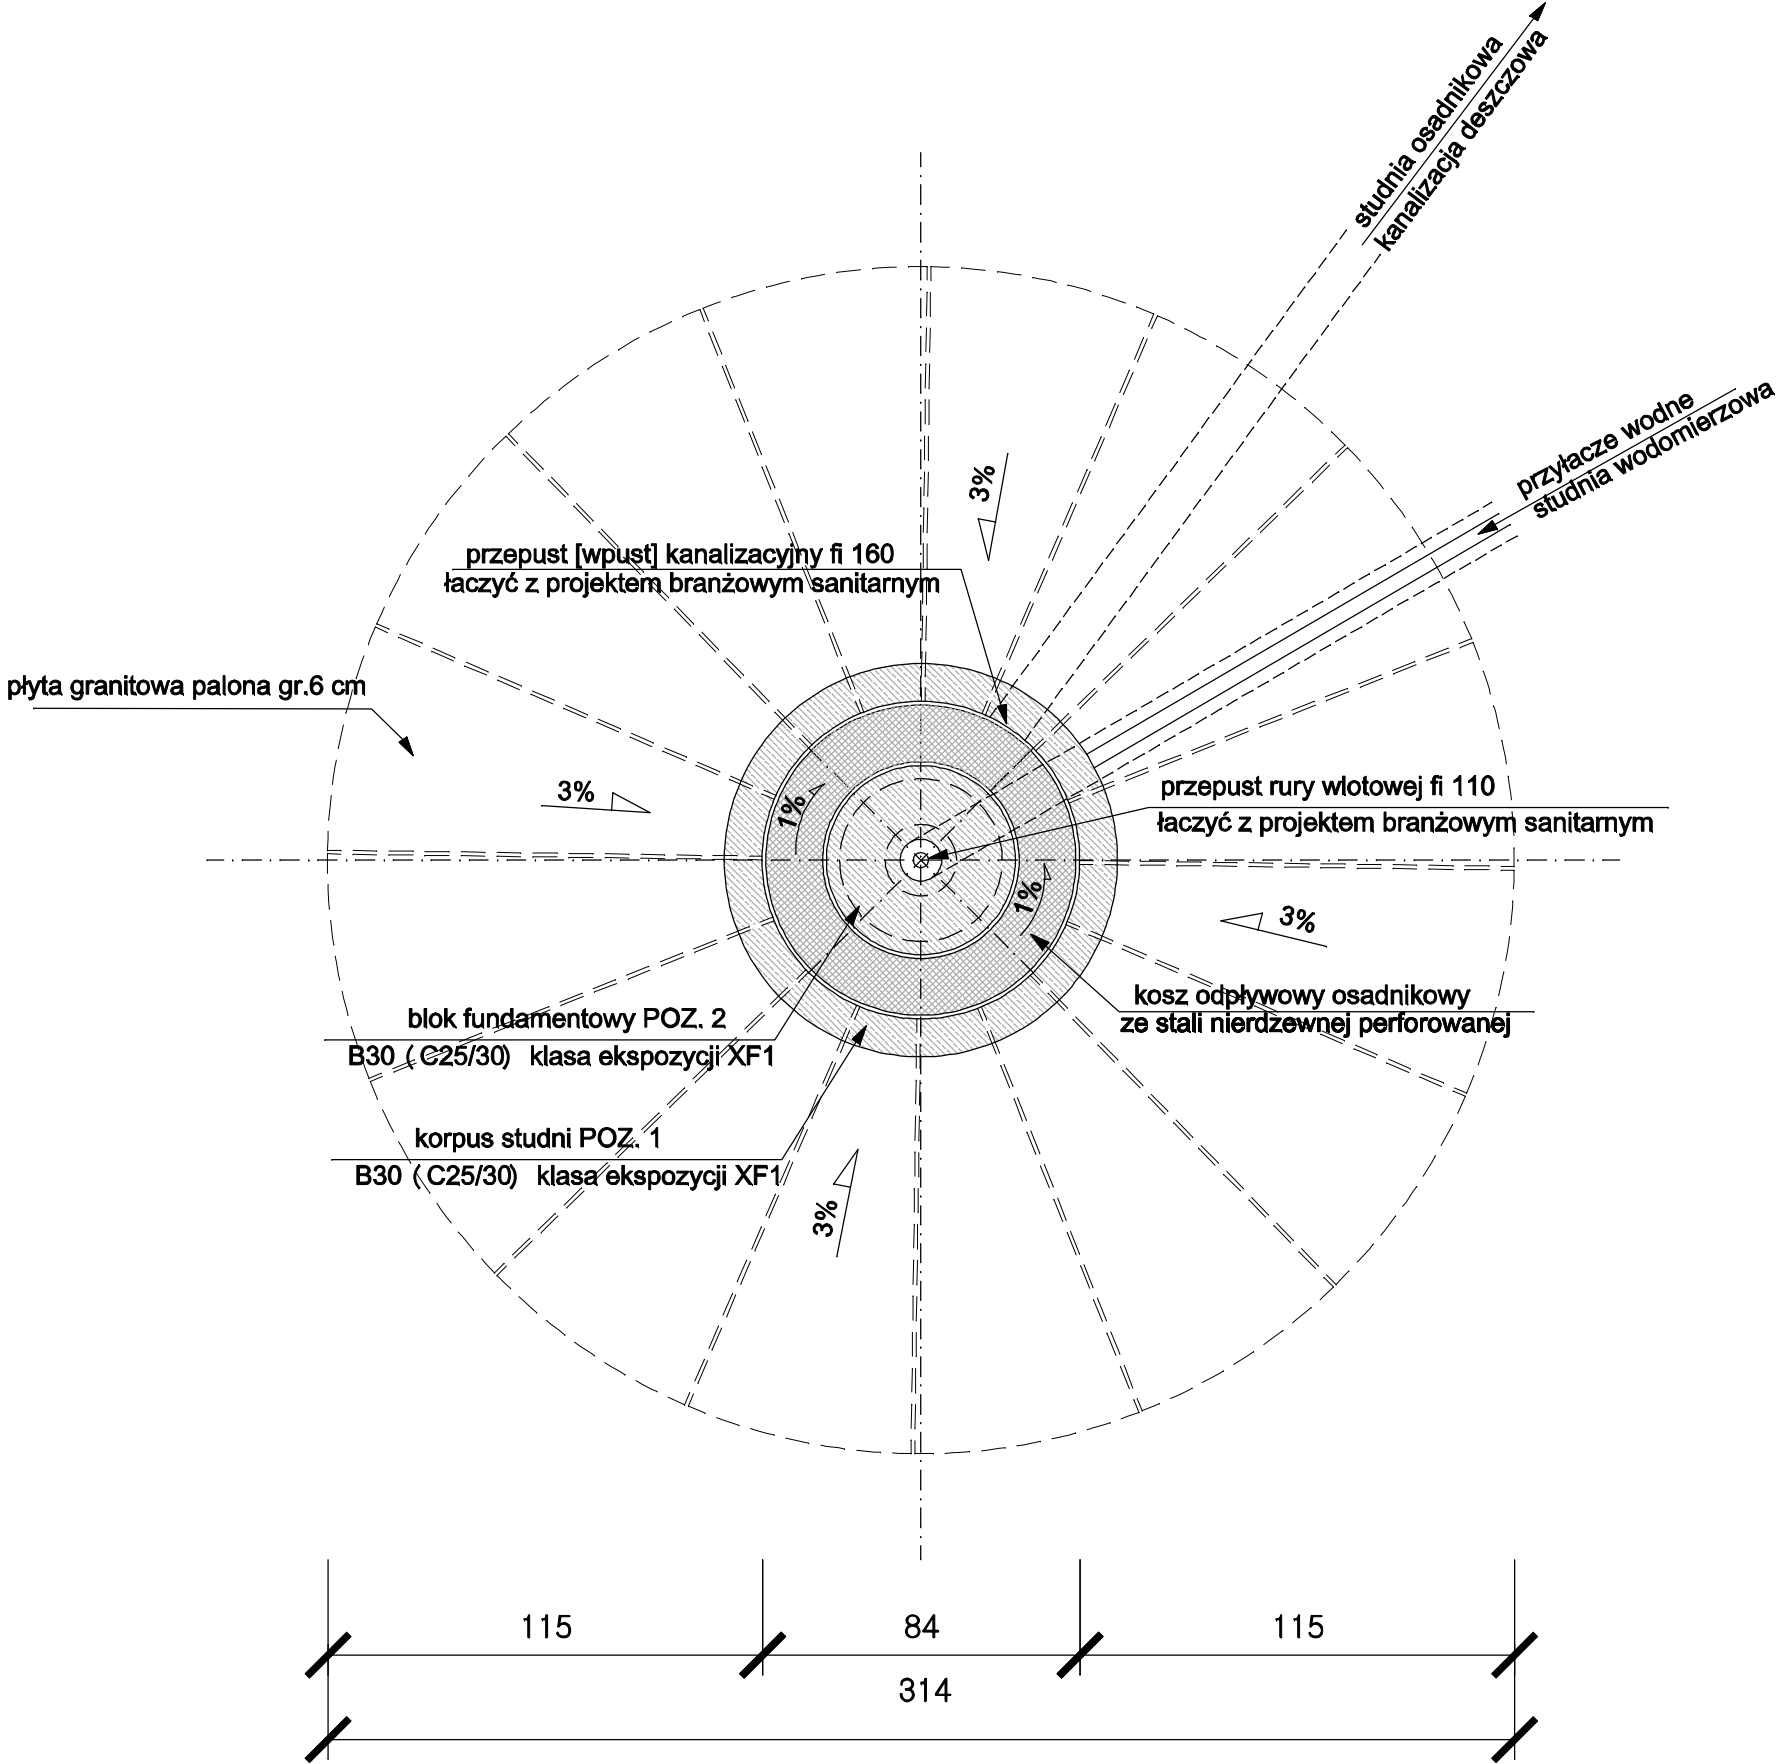 studnia osadnikowa
kanalizacja deszczowa
przyłacze wodne
studnia wodomierzowa
3%
przepust [wpust] kanalizacyjny fi 160
łaczyć z projektem branżowym sanitarnym
płyta granitowa palona gr.6 cm
3%
1%
przepust rury wlotowej fi 110
łaczyć z projektem branżowym sanitarnym
1%
3%
kosz odpływowy osadnikowy
ze stali nierdzewnej perforowanej
blok fundamentowy POZ. 2
B30 (C25/30) klasa ekspozycji XF1
korpus studni POZ. 1
B30 (C25/30) klasa ekspozycji XF1
3%
115
84
115
314